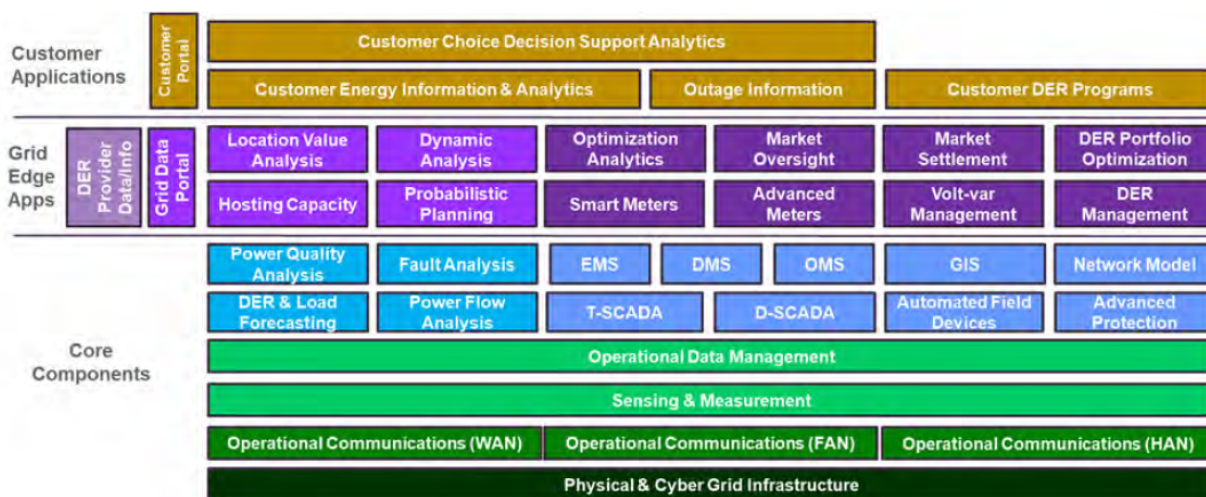 Customer
Applications
Customer
Portal
Customer Choice Decision Support Analytics
Customer Energy Information & Analytics
Outage Information
Customer DER Programs
Grid
Edge
Apps
DER
Provider
Data/Info
Grid Data
Portal
Location Value
Analysis
Dynamic
Analysis
Optimization
Analytics
Market
Oversight
Market
Settlement
DER Portfolio
Optimization
Hosting Capacity
Probabilistic
Planning
Smart Meters
Advanced
Meters
Volt-var
Management
DER
Management
Core
Components
Power Quality
Analysis
Fault Analysis
EMS
DMS
OMS
GIS
Network Model
DER & Load
Forecasting
Power Flow
Analysis
T-SCADA
D-SCADA
Automated Field
Devices
Advanced
Protection
Operational Data Management
Sensing & Measurement
Operational Communications (WAN)
Operational Communications (FAN)
Operational Communications (HAN)
Physical & Cyber Grid Infrastructure